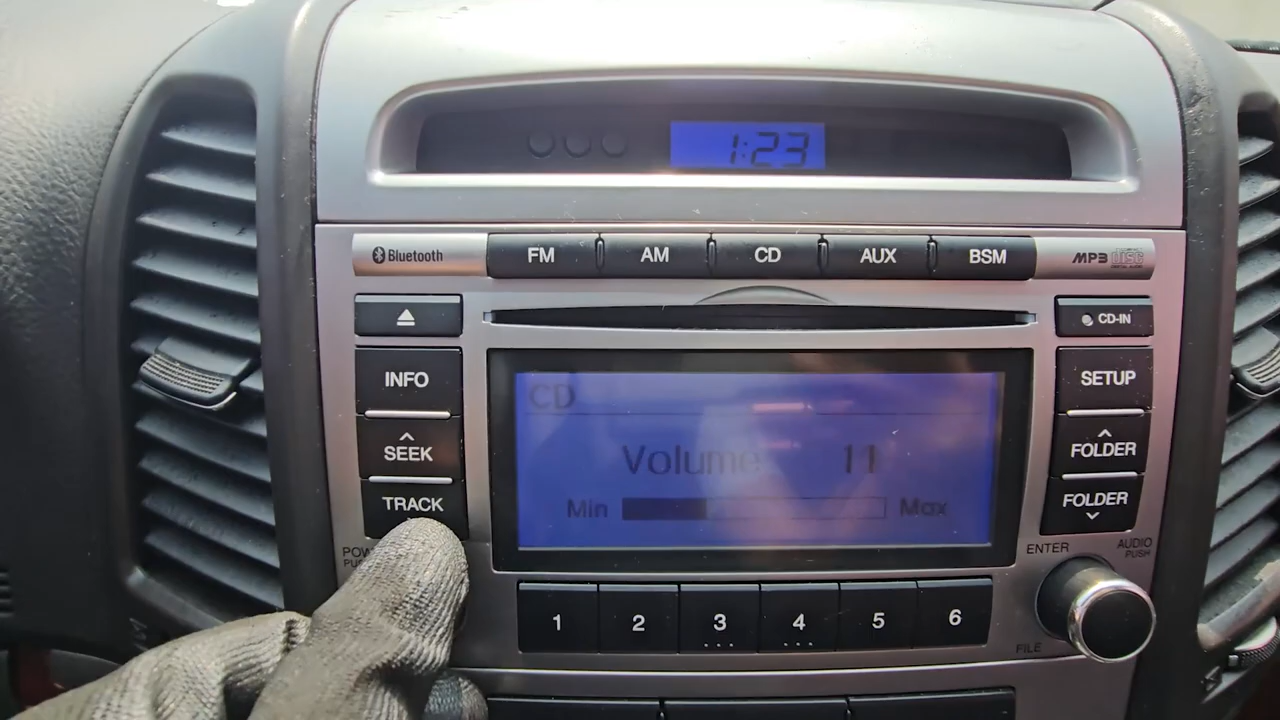 1:23
Bluetooth
FM
AM
CD
AUX
BSM
MP3
CD-IN
INFO
CD
SETUP
SEEK
Volume 11
FOLDER
TRACK
Min
Max
FOLDER
ENTER
AUDIO
PUSH
1
2
3
4
5
6
FILE